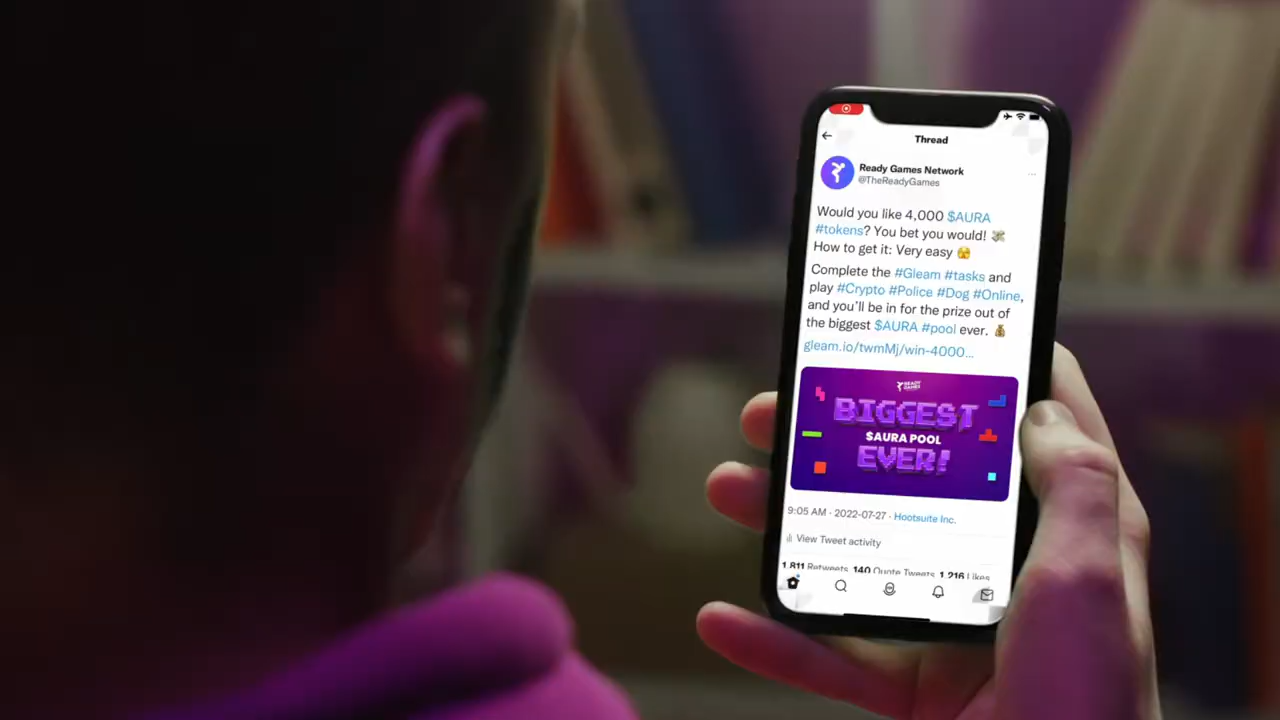 Thread
Ready Games Network
@TheReadyGames
Would you like 4,000 $AURA
#tokens? You bet you would! 💸
How to get it: Very easy 🫣
Complete the #Gleam #tasks and
play #Crypto #Police #Dog #Online,
and you'll be in for the prize out of
the biggest $AURA #pool ever. 💰
gleam.io/twmMj/win-4000...
READY
GAMES
BIGGEST
$AURA POOL
EVER!
9:05 AM · 2022-07-27 · Hootsuite Inc.
View Tweet activity
1,811 Retweets 140 Quote Tweets 1,216 Likes